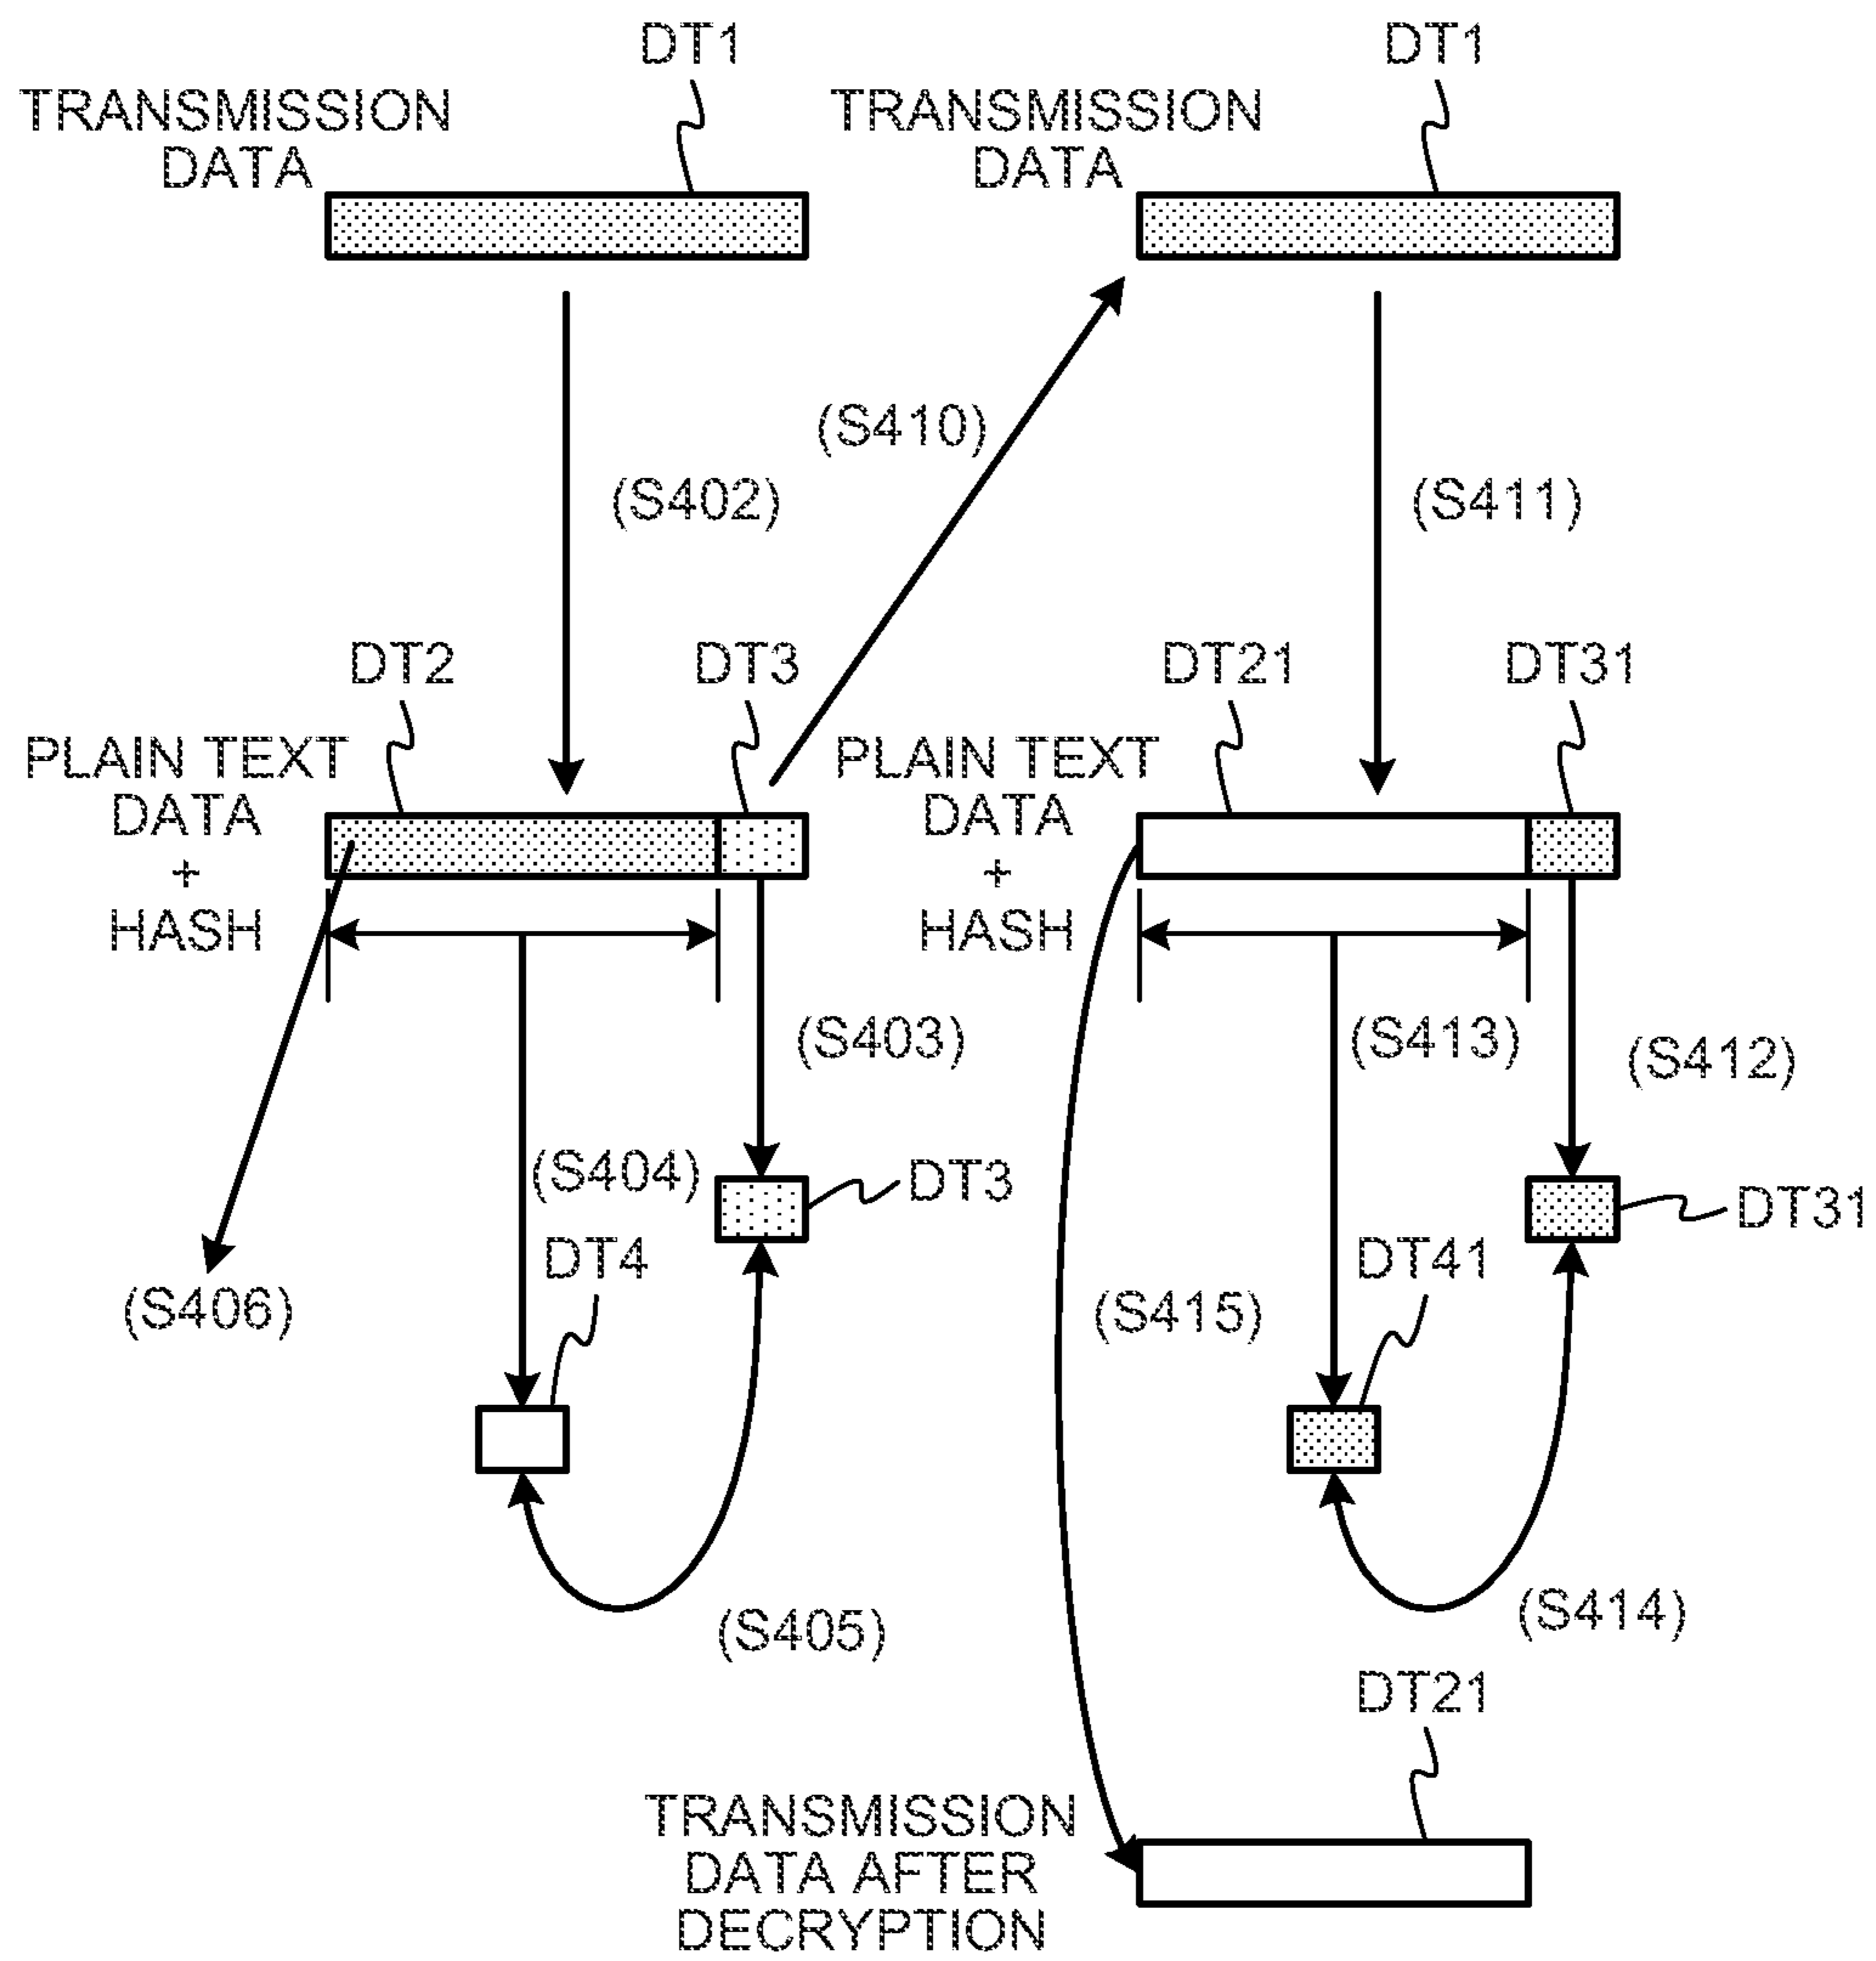 DT1
TRANSMISSION
DATA
DT1
TRANSMISSION
DATA
(S410)
(S402)
(S411)
DT2
DT3
PLAIN TEXT
DATA
+
HASH
DT21
DT31
PLAIN TEXT
DATA
+
HASH
(S403)
(S413)
(S412)
(S404)
DT3
DT31
(S406)
DT4
(S415)
DT41
(S405)
(S414)
DT21
TRANSMISSION
DATA AFTER
DECRYPTION